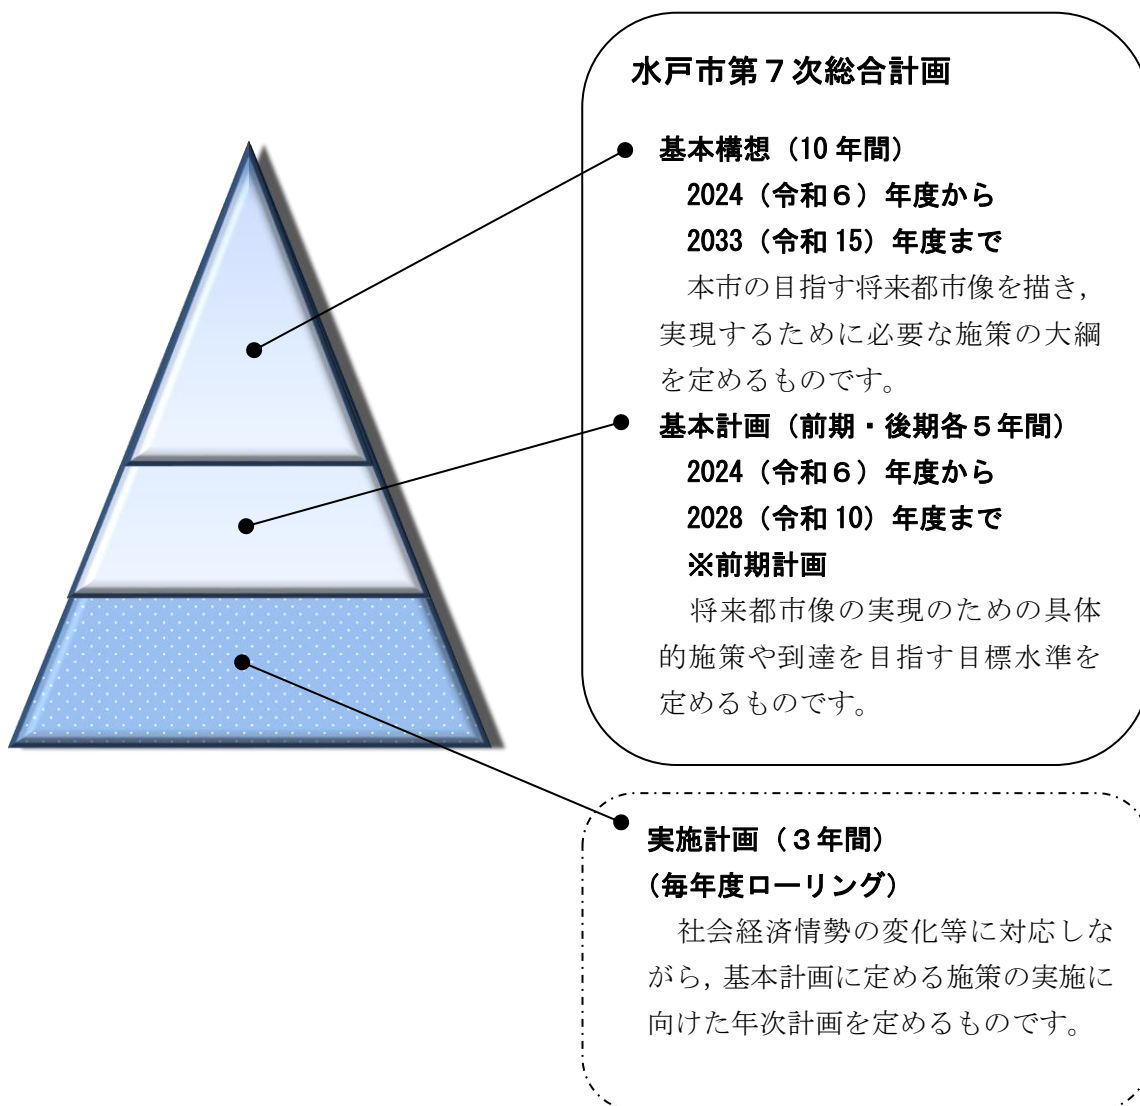 水戸市第７次総合計画
基本構想（10年間）
2024（令和６）年度から
2033（令和15）年度まで
本市の目指す将来都市像を描き，
実現するために必要な施策の大綱
を定めるものです。
基本計画（前期・後期各５年間）
2024（令和６）年度から
2028（令和10）年度まで
※前期計画
将来都市像の実現のための具体
的施策や到達を目指す目標水準を
定めるものです。
実施計画（３年間）
（毎年度ローリング）
社会経済情勢の変化等に対応しな
がら，基本計画に定める施策の実施に
向けた年次計画を定めるものです。